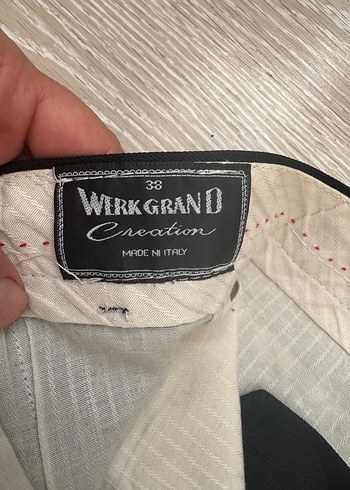 38
WERKGRAND
Creation
MADE NI ITALY